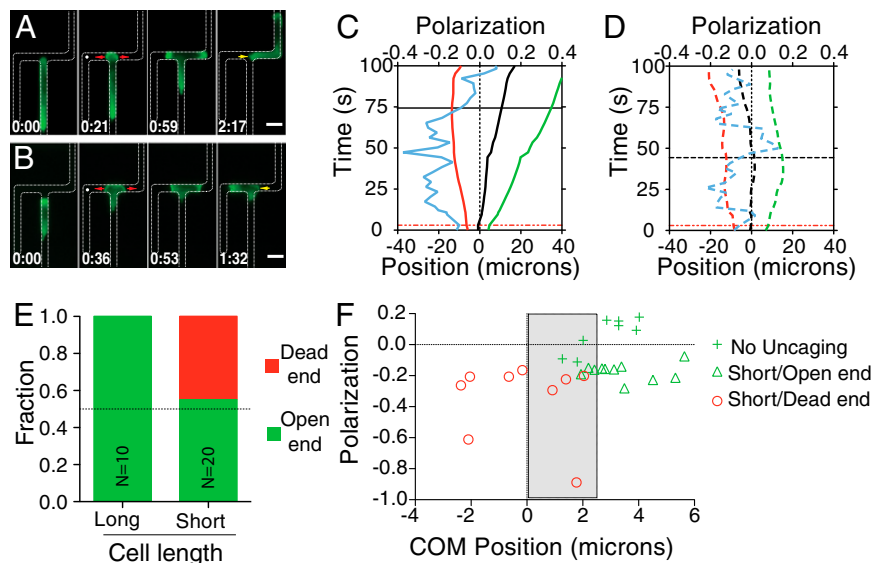 A
0:00 0:21 0:59 2:17
B
0:00 0:36 0:53 1:32
C
Polarization
-0.4 -0.2 0.0 0.2 0.4
Time (s)
100
75
50
25
0
-40 -20 0 20 40
Position (microns)
D
Polarization
-0.4 -0.2 0.0 0.2 0.4
Time (s)
100
75
50
25
0
-40 -20 0 20 40
Position (microns)
E
Fraction
1.0
0.8
0.6
0.4
0.2
0.0
N=10
N=20
Long Short
Cell length
Dead
end
Open
end
F
Polarization
0.2
0.0
-0.2
-0.4
-0.6
-0.8
-1.0
-4 -2 0 2 4 6
COM Position (microns)
No Uncaging
Short/Open end
Short/Dead end